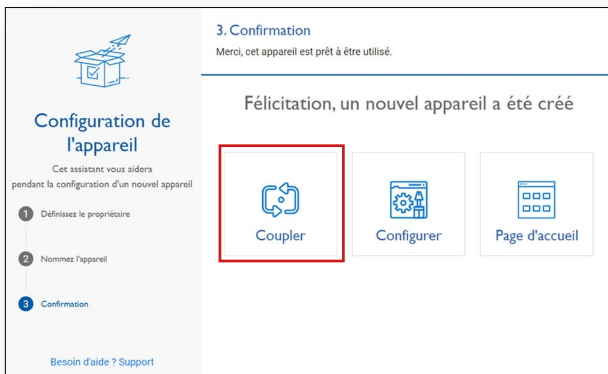 Configuration de
l'appareil
Cet assistant vous aidera
pendant la configuration d'un nouvel appareil
1 Définissez le propriétaire
2 Nommez l'appareil
3 Confirmation
Besoin d'aide ? Support
3. Confirmation
Merci, cet appareil est prêt à être utilisé.
Félicitation, un nouvel appareil a été créé
Coupler
Configurer
Page d'accueil